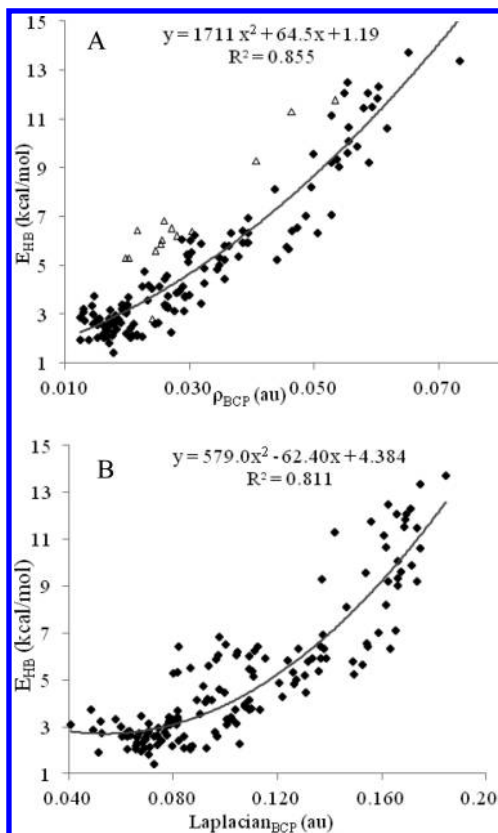 A
y = 1711 x² + 64.5x + 1.19
R² = 0.855
15
13
11
9
7
5
3
1
E_HB (kcal/mol)
0.010 0.030 0.050 0.070
ρ_BCP (au)
B
y = 579.0x² - 62.40x + 4.384
R² = 0.811
15
13
11
9
7
5
3
1
E_HB (kcal/mol)
0.040 0.080 0.120 0.160 0.20
Laplacian_BCP (au)